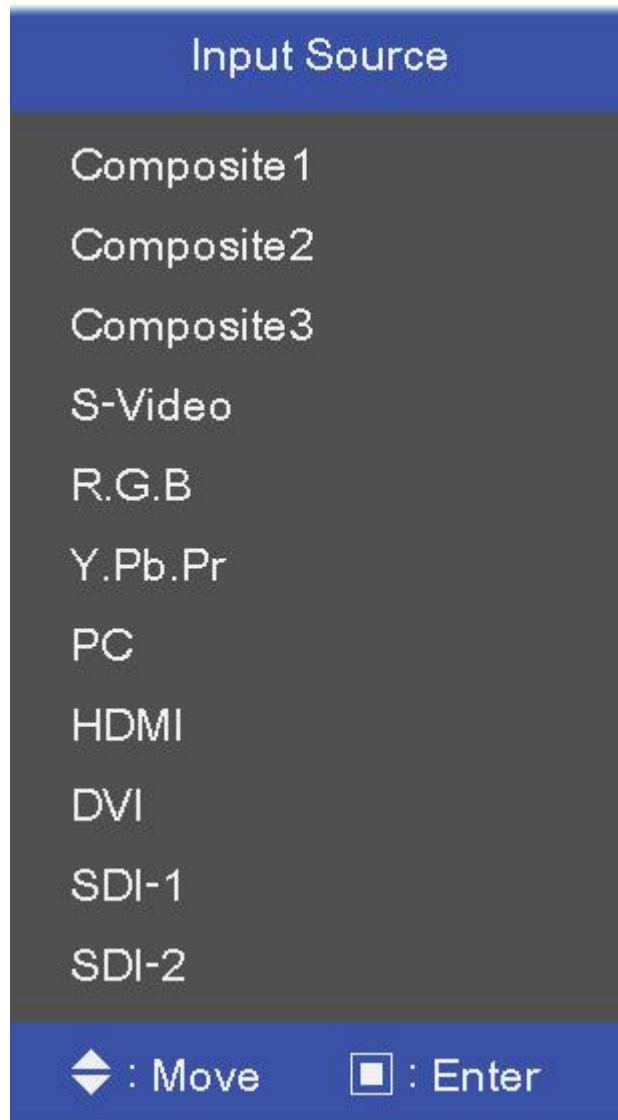 Input Source
Composite1
Composite2
Composite3
S-Video
R.G.B
Y.Pb.Pr
PC
HDMI
DVI
SDI-1
SDI-2
: Move : Enter